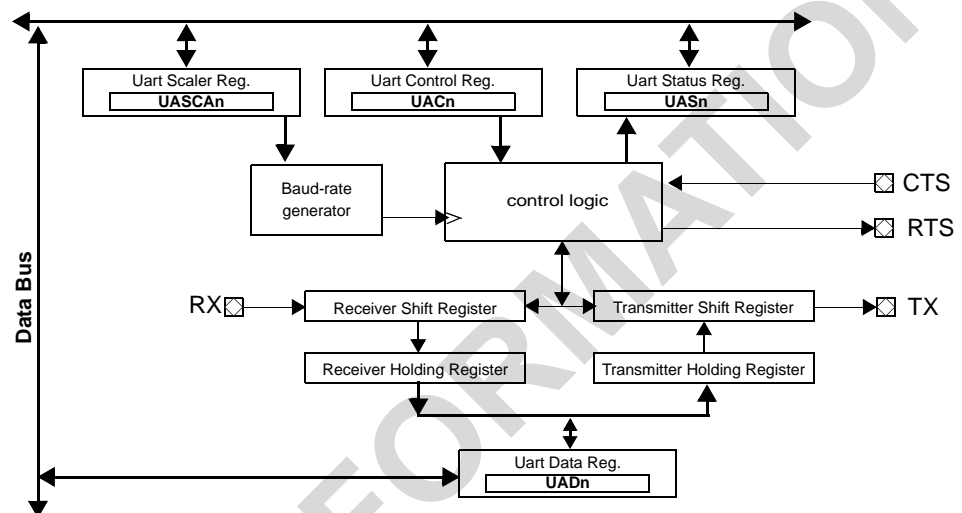 Uart Scaler Reg.
UASCAn
Uart Control Reg.
UACn
Uart Status Reg.
UASn
Baud-rate
generator
control logic
CTS
RTS
Data Bus
RX
Receiver Shift Register
Transmitter Shift Register
TX
Receiver Holding Register
Transmitter Holding Register
Uart Data Reg.
UADn
FORMATION